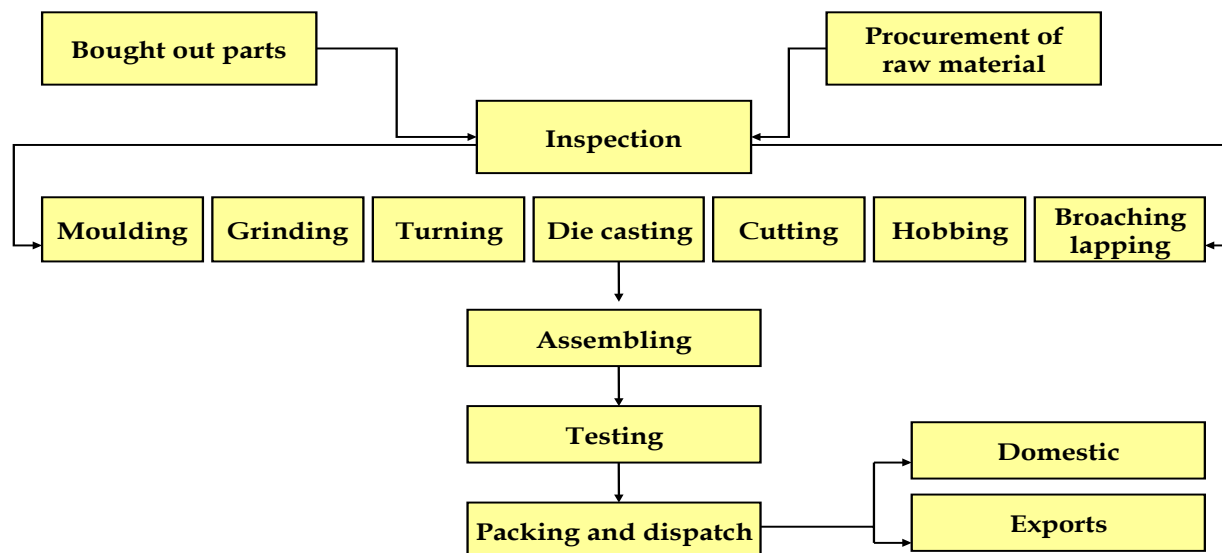 Bought out parts
Procurement of
raw material
Inspection
Moulding
Grinding
Turning
Die casting
Cutting
Hobbing
Broaching
lapping
Assembling
Testing
Domestic
Packing and dispatch
Exports